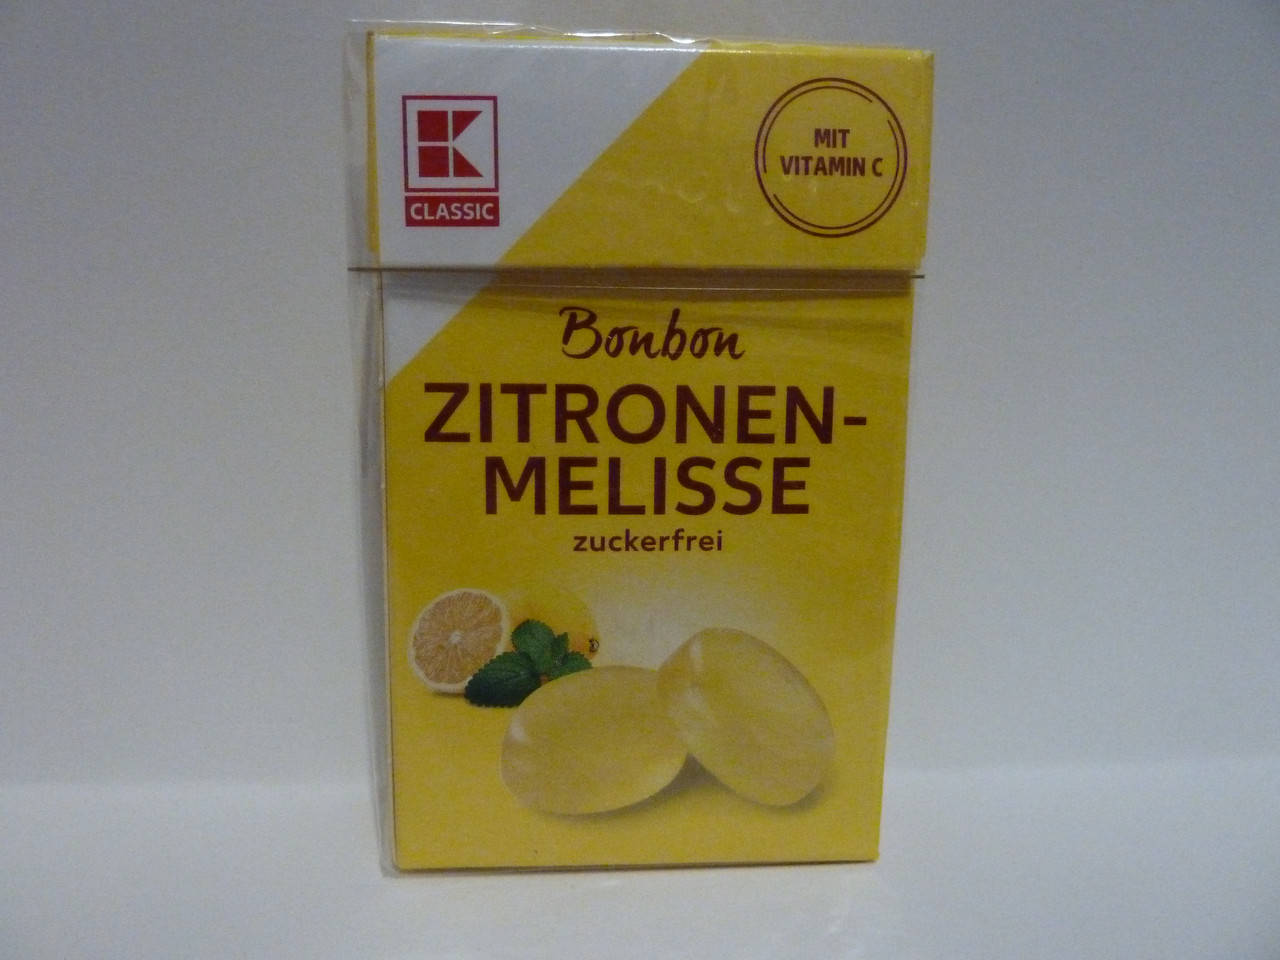 K
CLASSIC
MIT
VITAMIN C
Bonbon
ZITRONEN-
MELISSE
zuckerfrei